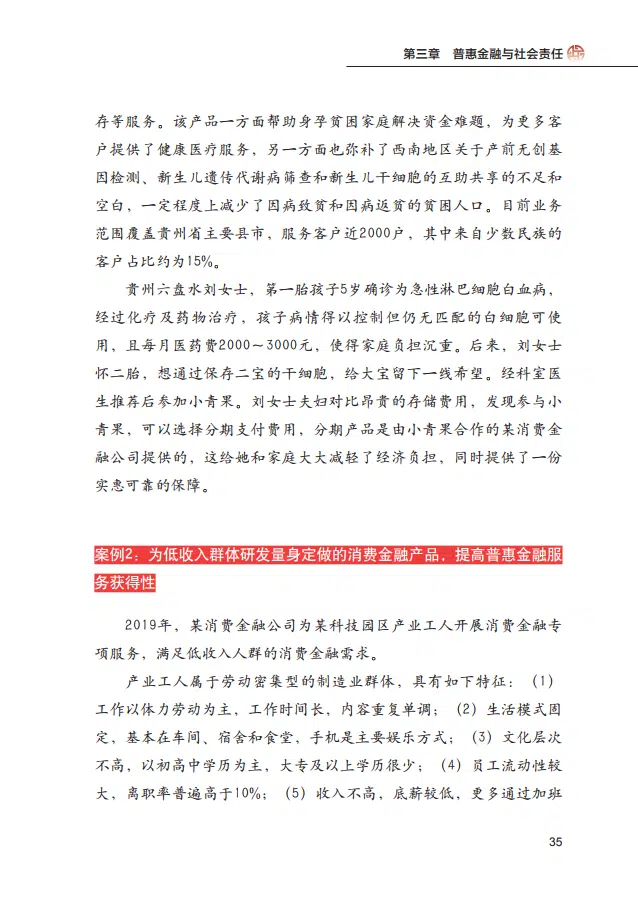 第三章　普惠金融与社会责任
存等服务。该产品一方面帮助身孕贫困家庭解决资金难题，为更多客
户提供了健康医疗服务，另一方面也弥补了西南地区关于产前无创基
因检测、新生儿遗传代谢病筛查和新生儿干细胞的互助共享的不足和
空白，一定程度上减少了因病致贫和因病返贫的贫困人口。目前业务
范围覆盖贵州省主要县市，服务客户近2000户，其中来自少数民族的
客户占比约为15%。
贵州六盘水刘女士，第一胎孩子5岁确诊为急性淋巴细胞白血病，
经过化疗及药物治疗，孩子病情得以控制但仍无匹配的白细胞可使
用，且每月医药费2000～3000元，使得家庭负担沉重。后来，刘女士
怀二胎，想通过保存二宝的干细胞，给大宝留下一线希望。经科室医
生推荐后参加小青果。刘女士夫妇对比昂贵的存储费用，发现参与小
青果，可以选择分期支付费用，分期产品是由小青果合作的某消费金
融公司提供的，这给她和家庭大大减轻了经济负担，同时提供了一份
实惠可靠的保障。
案例2：为低收入群体研发量身定做的消费金融产品，提高普惠金融服
务获得性
2019年，某消费金融公司为某科技园区产业工人开展消费金融专
项服务，满足低收入人群的消费金融需求。
产业工人属于劳动密集型的制造业群体，具有如下特征：（1）
工作以体力劳动为主，工作时间长，内容重复单调；（2）生活模式固
定，基本在车间、宿舍和食堂，手机是主要娱乐方式；（3）文化层次
不高，以初高中学历为主，大专及以上学历很少；（4）员工流动性较
大，离职率普遍高于10%；（5）收入不高，底薪较低，更多通过加班
35